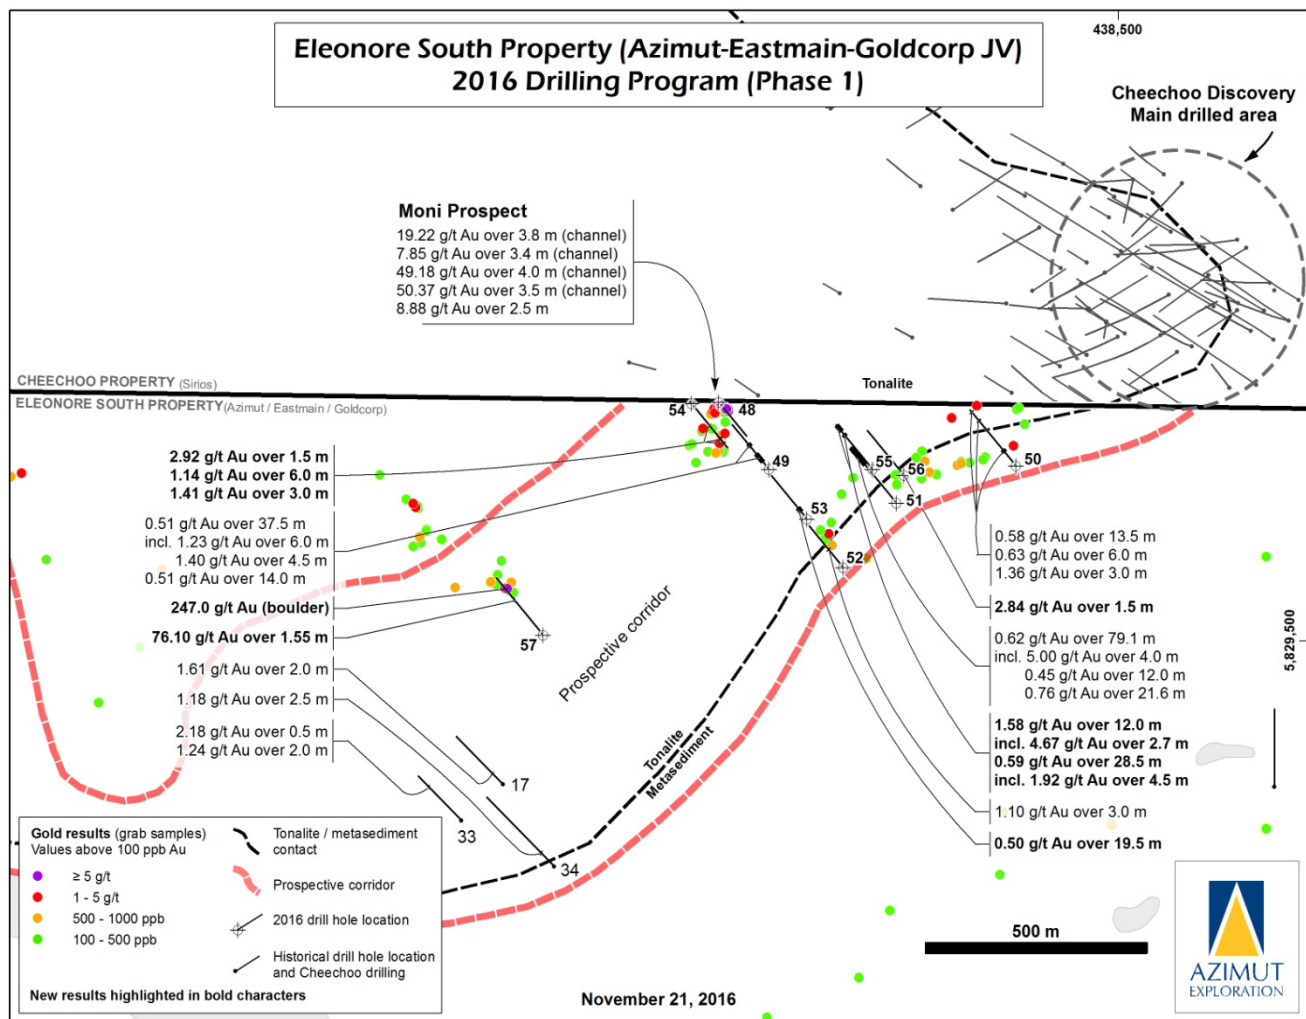 Eleonore South Property (Azimut-Eastmain-Goldcorp JV)
2016 Drilling Program (Phase 1)
438,500
Cheechoo Discovery
Main drilled area
Moni Prospect
19.22 g/t Au over 3.8 m (channel)
7.85 g/t Au over 3.4 m (channel)
49.18 g/t Au over 4.0 m (channel)
50.37 g/t Au over 3.5 m (channel)
8.88 g/t Au over 2.5 m
CHEECHOO PROPERTY (Sirios)
Tonalite
ELEONORE SOUTH PROPERTY (Azimut / Eastmain / Goldcorp)
54
48
49
53
52
55
56
51
50
57
17
33
34
2.92 g/t Au over 1.5 m
1.14 g/t Au over 6.0 m
1.41 g/t Au over 3.0 m
0.51 g/t Au over 37.5 m
incl. 1.23 g/t Au over 6.0 m
1.40 g/t Au over 4.5 m
0.51 g/t Au over 14.0 m
247.0 g/t Au (boulder)
76.10 g/t Au over 1.55 m
1.61 g/t Au over 2.0 m
1.18 g/t Au over 2.5 m
2.18 g/t Au over 0.5 m
1.24 g/t Au over 2.0 m
Prospective corridor
Tonalite
Metasediment
0.58 g/t Au over 13.5 m
0.63 g/t Au over 6.0 m
1.36 g/t Au over 3.0 m
2.84 g/t Au over 1.5 m
0.62 g/t Au over 79.1 m
incl. 5.00 g/t Au over 4.0 m
0.45 g/t Au over 12.0 m
0.76 g/t Au over 21.6 m
1.58 g/t Au over 12.0 m
incl. 4.67 g/t Au over 2.7 m
0.59 g/t Au over 28.5 m
incl. 1.92 g/t Au over 4.5 m
1.10 g/t Au over 3.0 m
0.50 g/t Au over 19.5 m
5,829,500
Gold results (grab samples)
Values above 100 ppb Au
≥ 5 g/t
1 - 5 g/t
500 - 1000 ppb
100 - 500 ppb
Tonalite / metasediment
contact
Prospective corridor
2016 drill hole location
Historical drill hole location
and Cheechoo drilling
New results highlighted in bold characters
November 21, 2016
500 m
AZIMUT
EXPLORATION